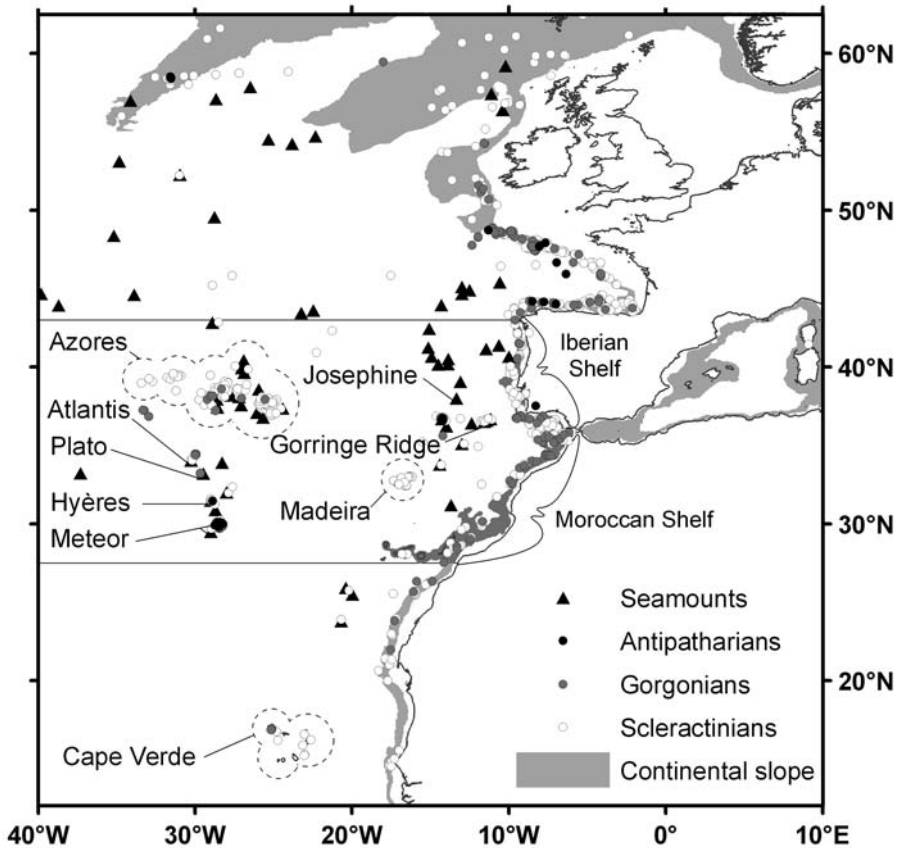 60°N
50°N
Azores
Iberian
Shelf
40°N
Josephine
Atlantis
Gorringe Ridge
Plato
Hyères
Madeira
Moroccan Shelf
Meteor
30°N
Seamounts
Antipatharians
Gorgonians
20°N
Scleractinians
Cape Verde
Continental slope
40°W
30°W
20°W
10°W
0°
10°E